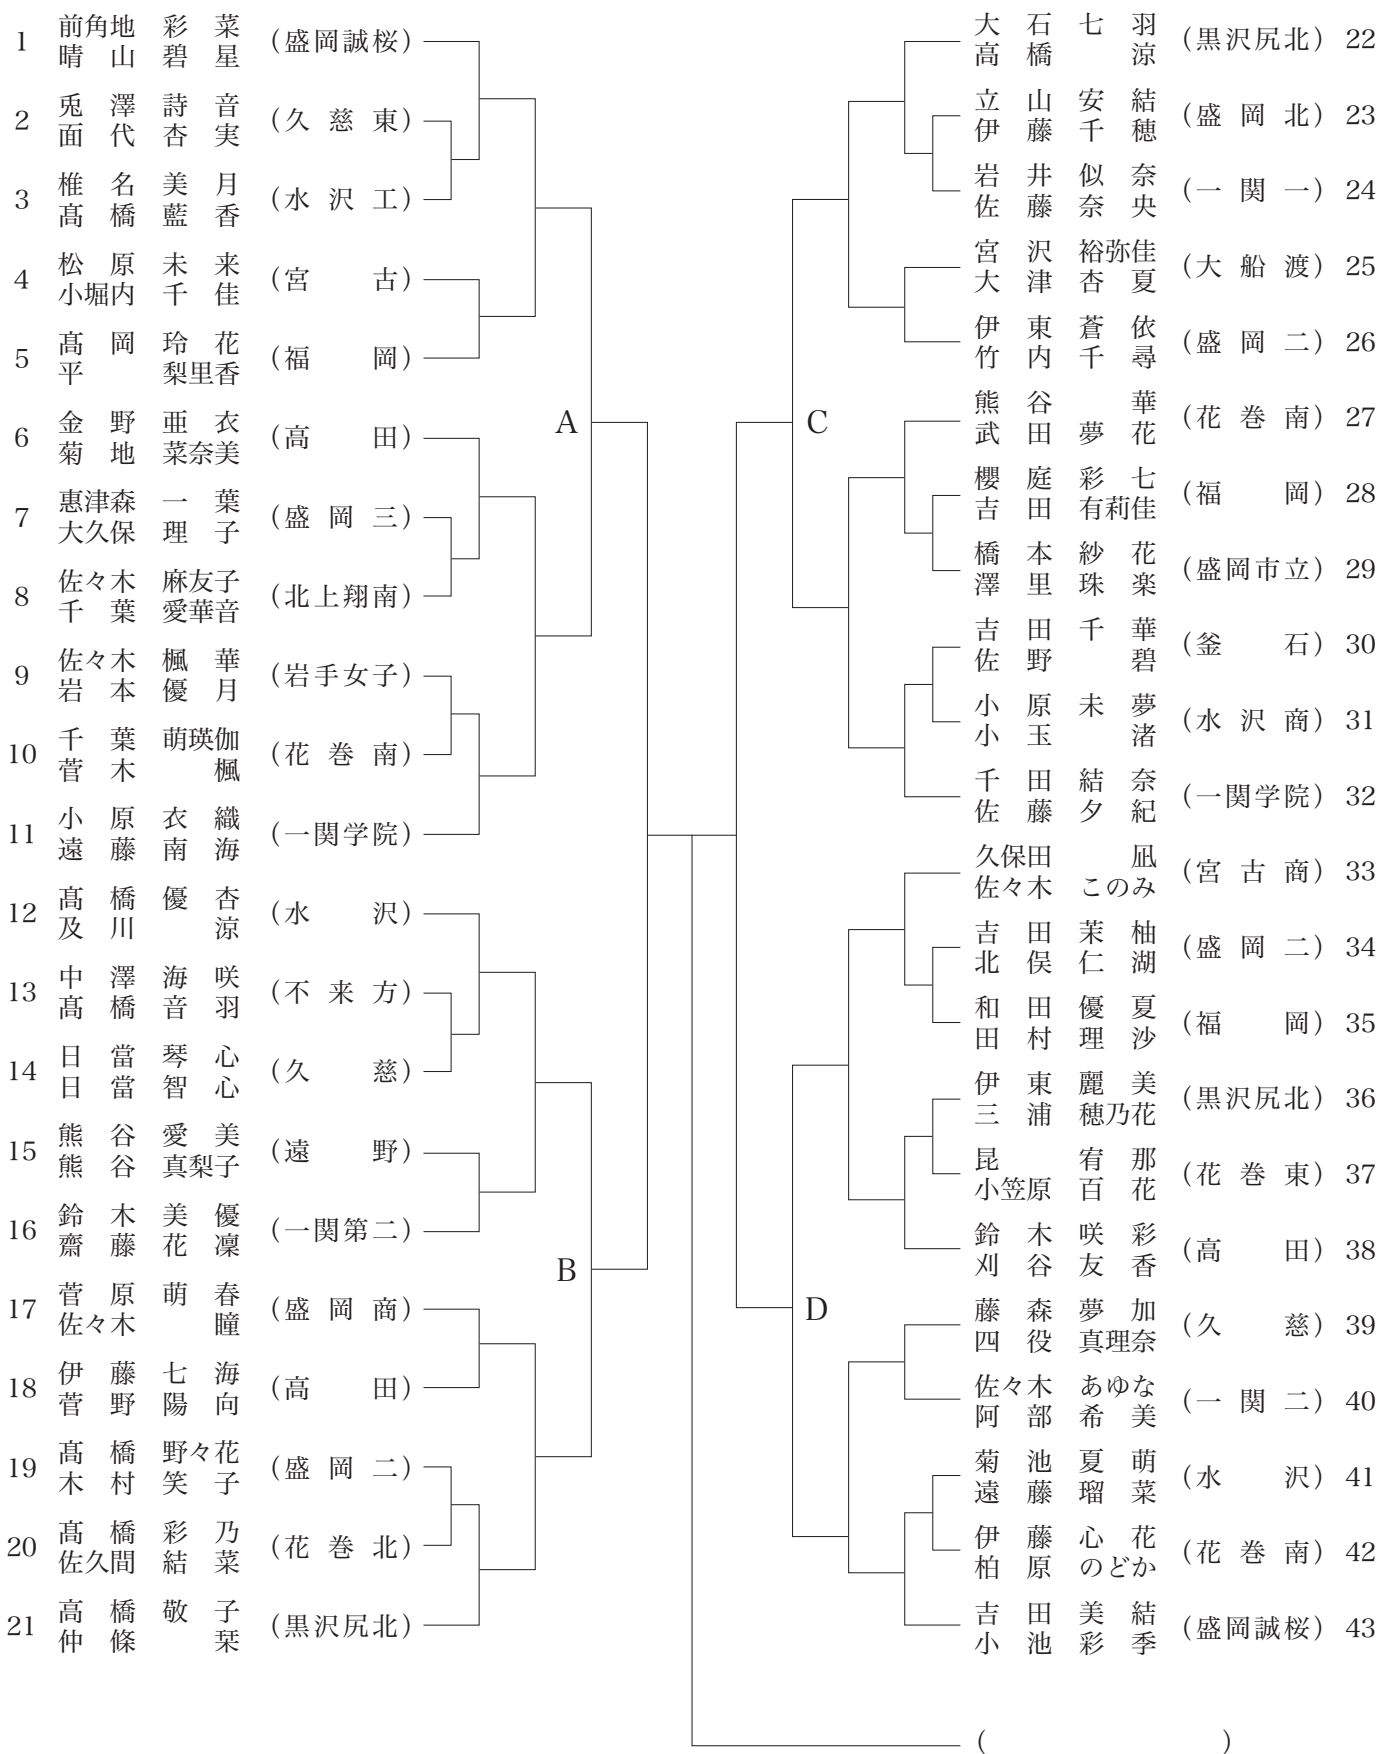 1 前角地 彩菜 (盛岡誠桜)
晴山 碧星
2 兎澤 詩音 (久慈東)
面代 杏実
3 椎名 美月 (水沢工)
髙橋 藍香
4 松原 未来 (宮古)
小堀内 千佳
5 髙岡 玲花 (福岡)
平 梨里香
6 金野 亜衣 (高田)
菊地 菜奈美
7 惠津森 一葉 (盛岡三)
大久保 理子
8 佐々木 麻友子 (北上翔南)
千葉 愛華音
9 佐々木 楓華 (岩手女子)
岩本 優月
10 千葉 萌瑛伽 (花巻南)
菅木 楓
11 小原 衣織 (一関学院)
遠藤 南海
12 髙橋 優杏 (水沢)
及川 涼
13 中澤 海咲 (不来方)
髙橋 音羽
14 日當 琴心 (久慈)
日當 智心
15 熊谷 愛美 (遠野)
熊谷 真梨子
16 鈴木 美優 (一関第二)
齋藤 花凜
17 菅原 萌春 (盛岡商)
佐々木 瞳
18 伊藤 七海 (高田)
菅野 陽向
19 髙橋 野々花 (盛岡二)
木村 笑子
20 髙橋 彩乃 (花巻北)
佐久間 結菜
21 高橋 敬子 (黒沢尻北)
仲條 栞
A
B
C
D
大石 七羽 (黒沢尻北) 22
高橋 涼
立山 安結 (盛岡北) 23
伊藤 千穂
岩井 似奈 (一関一) 24
佐藤 奈央
宮沢 裕弥佳 (大船渡) 25
大津 杏夏
伊東 蒼依 (盛岡二) 26
竹内 千尋
熊谷 華 (花巻南) 27
武田 夢花
櫻庭 彩七 (福岡) 28
吉田 有莉佳
橋本 紗花 (盛岡市立) 29
澤里 珠楽
吉田 千華 (釜石) 30
佐野 碧
小原 未夢 (水沢商) 31
小玉 渚
千田 結奈 (一関学院) 32
佐藤 夕紀
久保田 凪 (宮古商) 33
佐々木 このみ
吉田 茉柚 (盛岡二) 34
北俣 仁湖
和田 優夏 (福岡) 35
田村 理沙
伊東 麗美 (黒沢尻北) 36
三浦 穂乃花
昆 宥那 (花巻東) 37
小笠原 百花
鈴木 咲彩 (高田) 38
刈谷 友香
藤森 夢加 (久慈) 39
四役 真理奈
佐々木 あゆな (一関二) 40
阿部 希美
菊池 夏萌 (水沢) 41
遠藤 瑠菜
伊藤 心花 (花巻南) 42
柏原 のどか
吉田 美結 (盛岡誠桜) 43
小池 彩季
( )